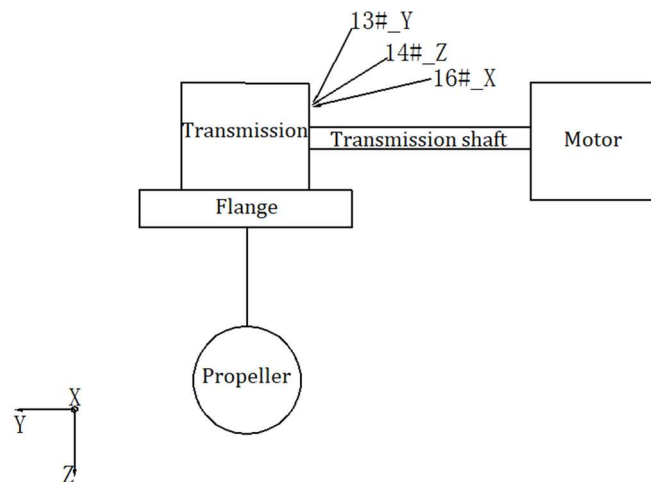 13#_Y
14#_Z
16#_X
Transmission
Transmission shaft
Motor
Flange
Propeller
X
Y
Z